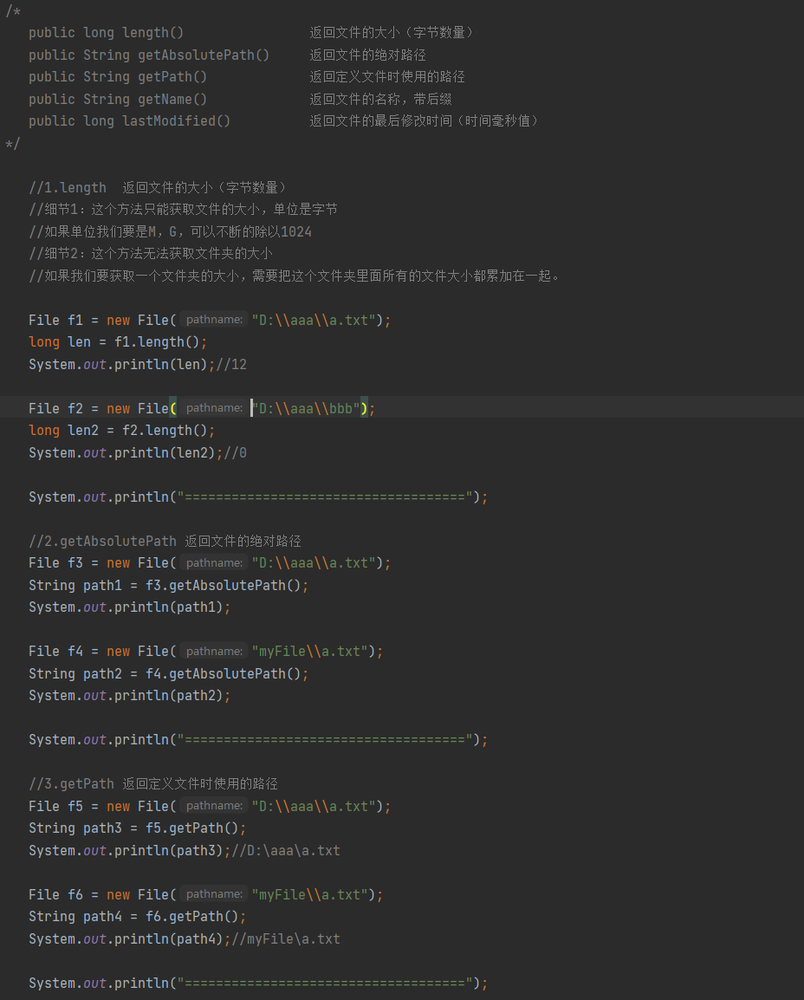 /*
public long length() 返回文件的大小（字节数量）
public String getAbsolutePath() 返回文件的绝对路径
public String getPath() 返回定义文件时使用的路径
public String getName() 返回文件的名称，带后缀
public long lastModified() 返回文件的最后修改时间（时间毫秒值）
*/
//1.length 返回文件的大小（字节数量）
//细节1：这个方法只能获取文件的大小，单位是字节
//如果单位我们要是M，G，可以不断的除以1024
//细节2：这个方法无法获取文件夹的大小
//如果我们要获取一个文件夹的大小，需要把这个文件夹里面所有的文件大小都累加在一起。
File f1 = new File( pathname: "D:\\aaa\\a.txt");
long len = f1.length();
System.out.println(len);//12
File f2 = new File( pathname: "D:\\aaa\\bbb");
long len2 = f2.length();
System.out.println(len2);//0
System.out.println("====================================");
//2.getAbsolutePath 返回文件的绝对路径
File f3 = new File( pathname: "D:\\aaa\\a.txt");
String path1 = f3.getAbsolutePath();
System.out.println(path1);
File f4 = new File( pathname: "myFile\\a.txt");
String path2 = f4.getAbsolutePath();
System.out.println(path2);
System.out.println("====================================");
//3.getPath 返回定义文件时使用的路径
File f5 = new File( pathname: "D:\\aaa\\a.txt");
String path3 = f5.getPath();
System.out.println(path3);//D:\aaa\a.txt
File f6 = new File( pathname: "myFile\\a.txt");
String path4 = f6.getPath();
System.out.println(path4);//myFile\a.txt
System.out.println("====================================");